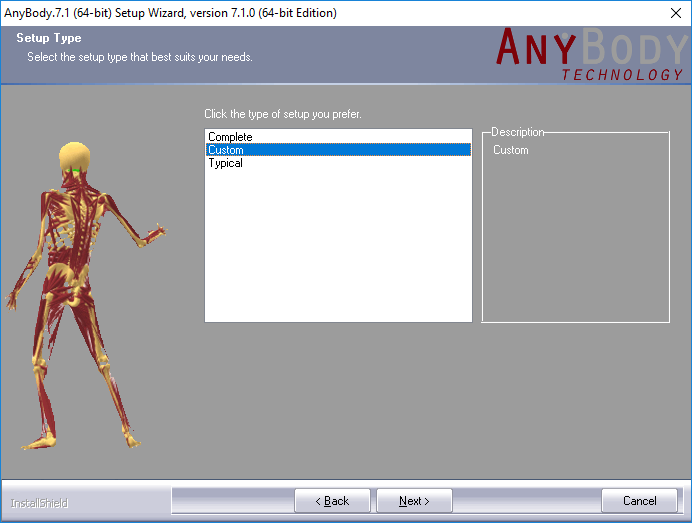 AnyBody.7.1 (64-bit) Setup Wizard, version 7.1.0 (64-bit Edition)
Setup Type
Select the setup type that best suits your needs.
ANYBODY
TECHNOLOGY
Click the type of setup you prefer.
Complete
Custom
Typical
Description
Custom
InstallShield
< Back
Next >
Cancel